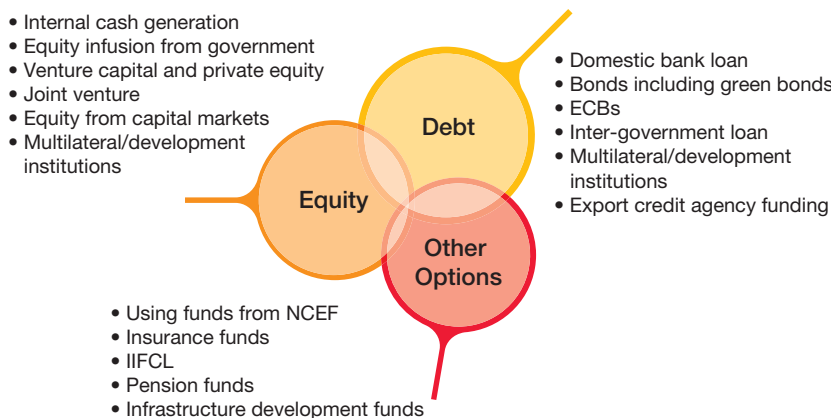 • Internal cash generation
• Equity infusion from government
• Venture capital and private equity
• Joint venture
• Equity from capital markets
• Multilateral/development
institutions
Debt
• Domestic bank loan
• Bonds including green bonds
• ECBs
• Inter-government loan
• Multilateral/development
institutions
• Export credit agency funding
Equity
Other
Options
• Using funds from NCEF
• Insurance funds
• IIFCL
• Pension funds
• Infrastructure development funds